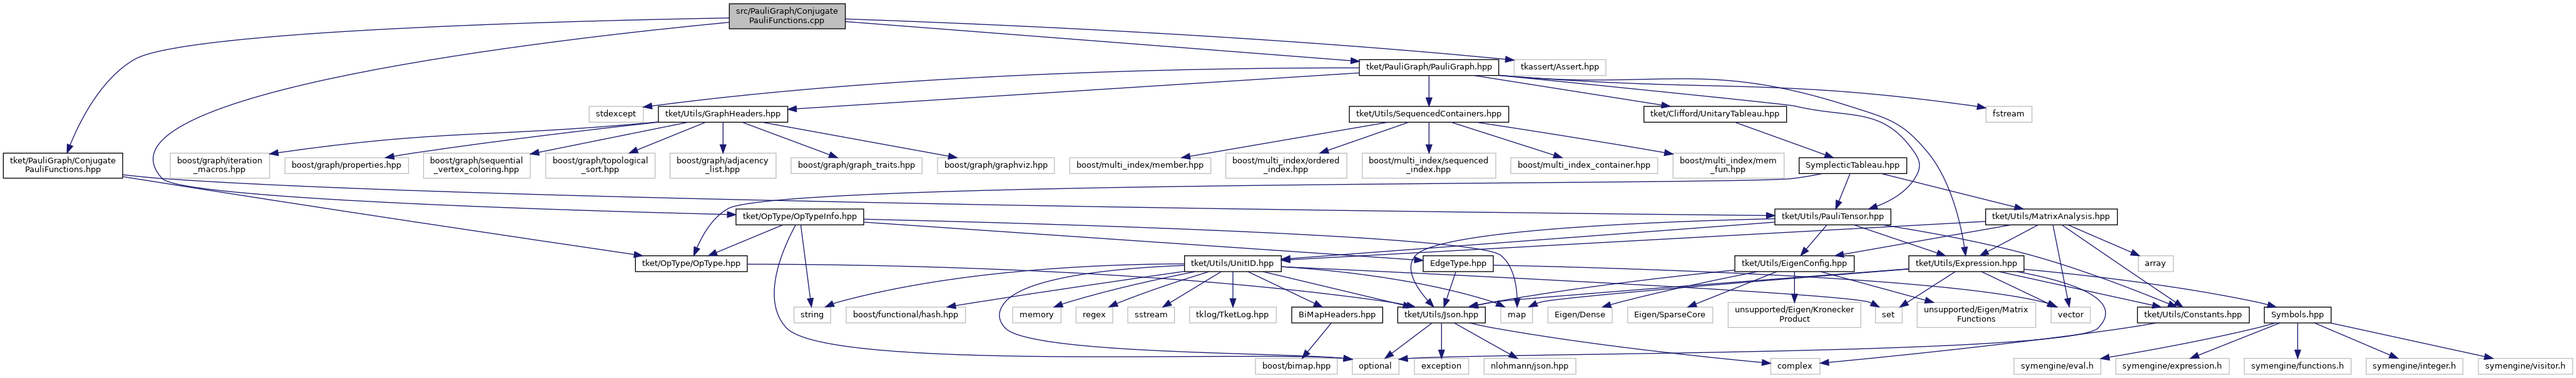 src/PauliGraph/Conjugate
PauliFunctions.cpp
tket/PauliGraph/PauliGraph.hpp
tkassert/Assert.hpp
stdexcept
tket/Utils/GraphHeaders.hpp
tket/Utils/SequencedContainers.hpp
tket/Clifford/UnitaryTableau.hpp
fstream
tket/PauliGraph/Conjugate
PauliFunctions.hpp
boost/graph/iteration
_macros.hpp
boost/graph/properties.hpp
boost/graph/sequential
_vertex_coloring.hpp
boost/graph/topological
_sort.hpp
boost/graph/adjacency
_list.hpp
boost/graph/graph_traits.hpp
boost/graph/graphviz.hpp
boost/multi_index/member.hpp
boost/multi_index/ordered
_index.hpp
boost/multi_index/sequenced
_index.hpp
boost/multi_index_container.hpp
boost/multi_index/mem
_fun.hpp
SymplecticTableau.hpp
tket/OpType/OpTypeInfo.hpp
tket/Utils/PauliTensor.hpp
tket/Utils/MatrixAnalysis.hpp
tket/OpType/OpType.hpp
tket/Utils/UnitID.hpp
EdgeType.hpp
tket/Utils/EigenConfig.hpp
tket/Utils/Expression.hpp
array
string
boost/functional/hash.hpp
memory
regex
sstream
tklog/TketLog.hpp
BiMapHeaders.hpp
tket/Utils/Json.hpp
map
Eigen/Dense
Eigen/SparseCore
unsupported/Eigen/Kronecker
Product
set
unsupported/Eigen/Matrix
Functions
vector
tket/Utils/Constants.hpp
Symbols.hpp
boost/bimap.hpp
optional
exception
nlohmann/json.hpp
complex
symengine/eval.h
symengine/expression.h
symengine/functions.h
symengine/integer.h
symengine/visitor.h